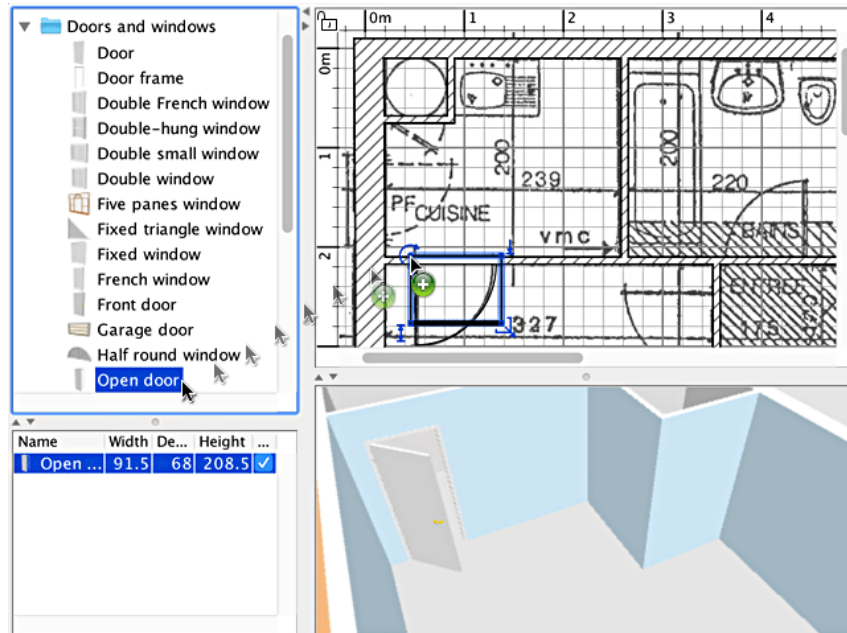 Doors and windows
Door
Door frame
Double French window
Double-hung window
Double small window
Double window
Five panes window
Fixed triangle window
Fixed window
French window
Front door
Garage door
Half round window
Open door
Name Width De... Height ...
Open ... 91.5 68 208.5
0m 1 2 3 4
0m
1
2
200
239
PF
CUISINE
vmc
200
220
BAINS
ENTREE
327
175